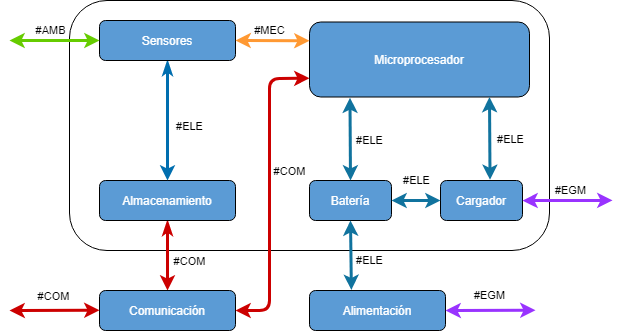 #AMB
Sensores
#MEC
Microprocesador
#ELE
#ELE
#ELE
#COM
#ELE
Almacenamiento
Batería
Cargador
#EGM
#COM
#ELE
#COM
Comunicación
Alimentación
#EGM